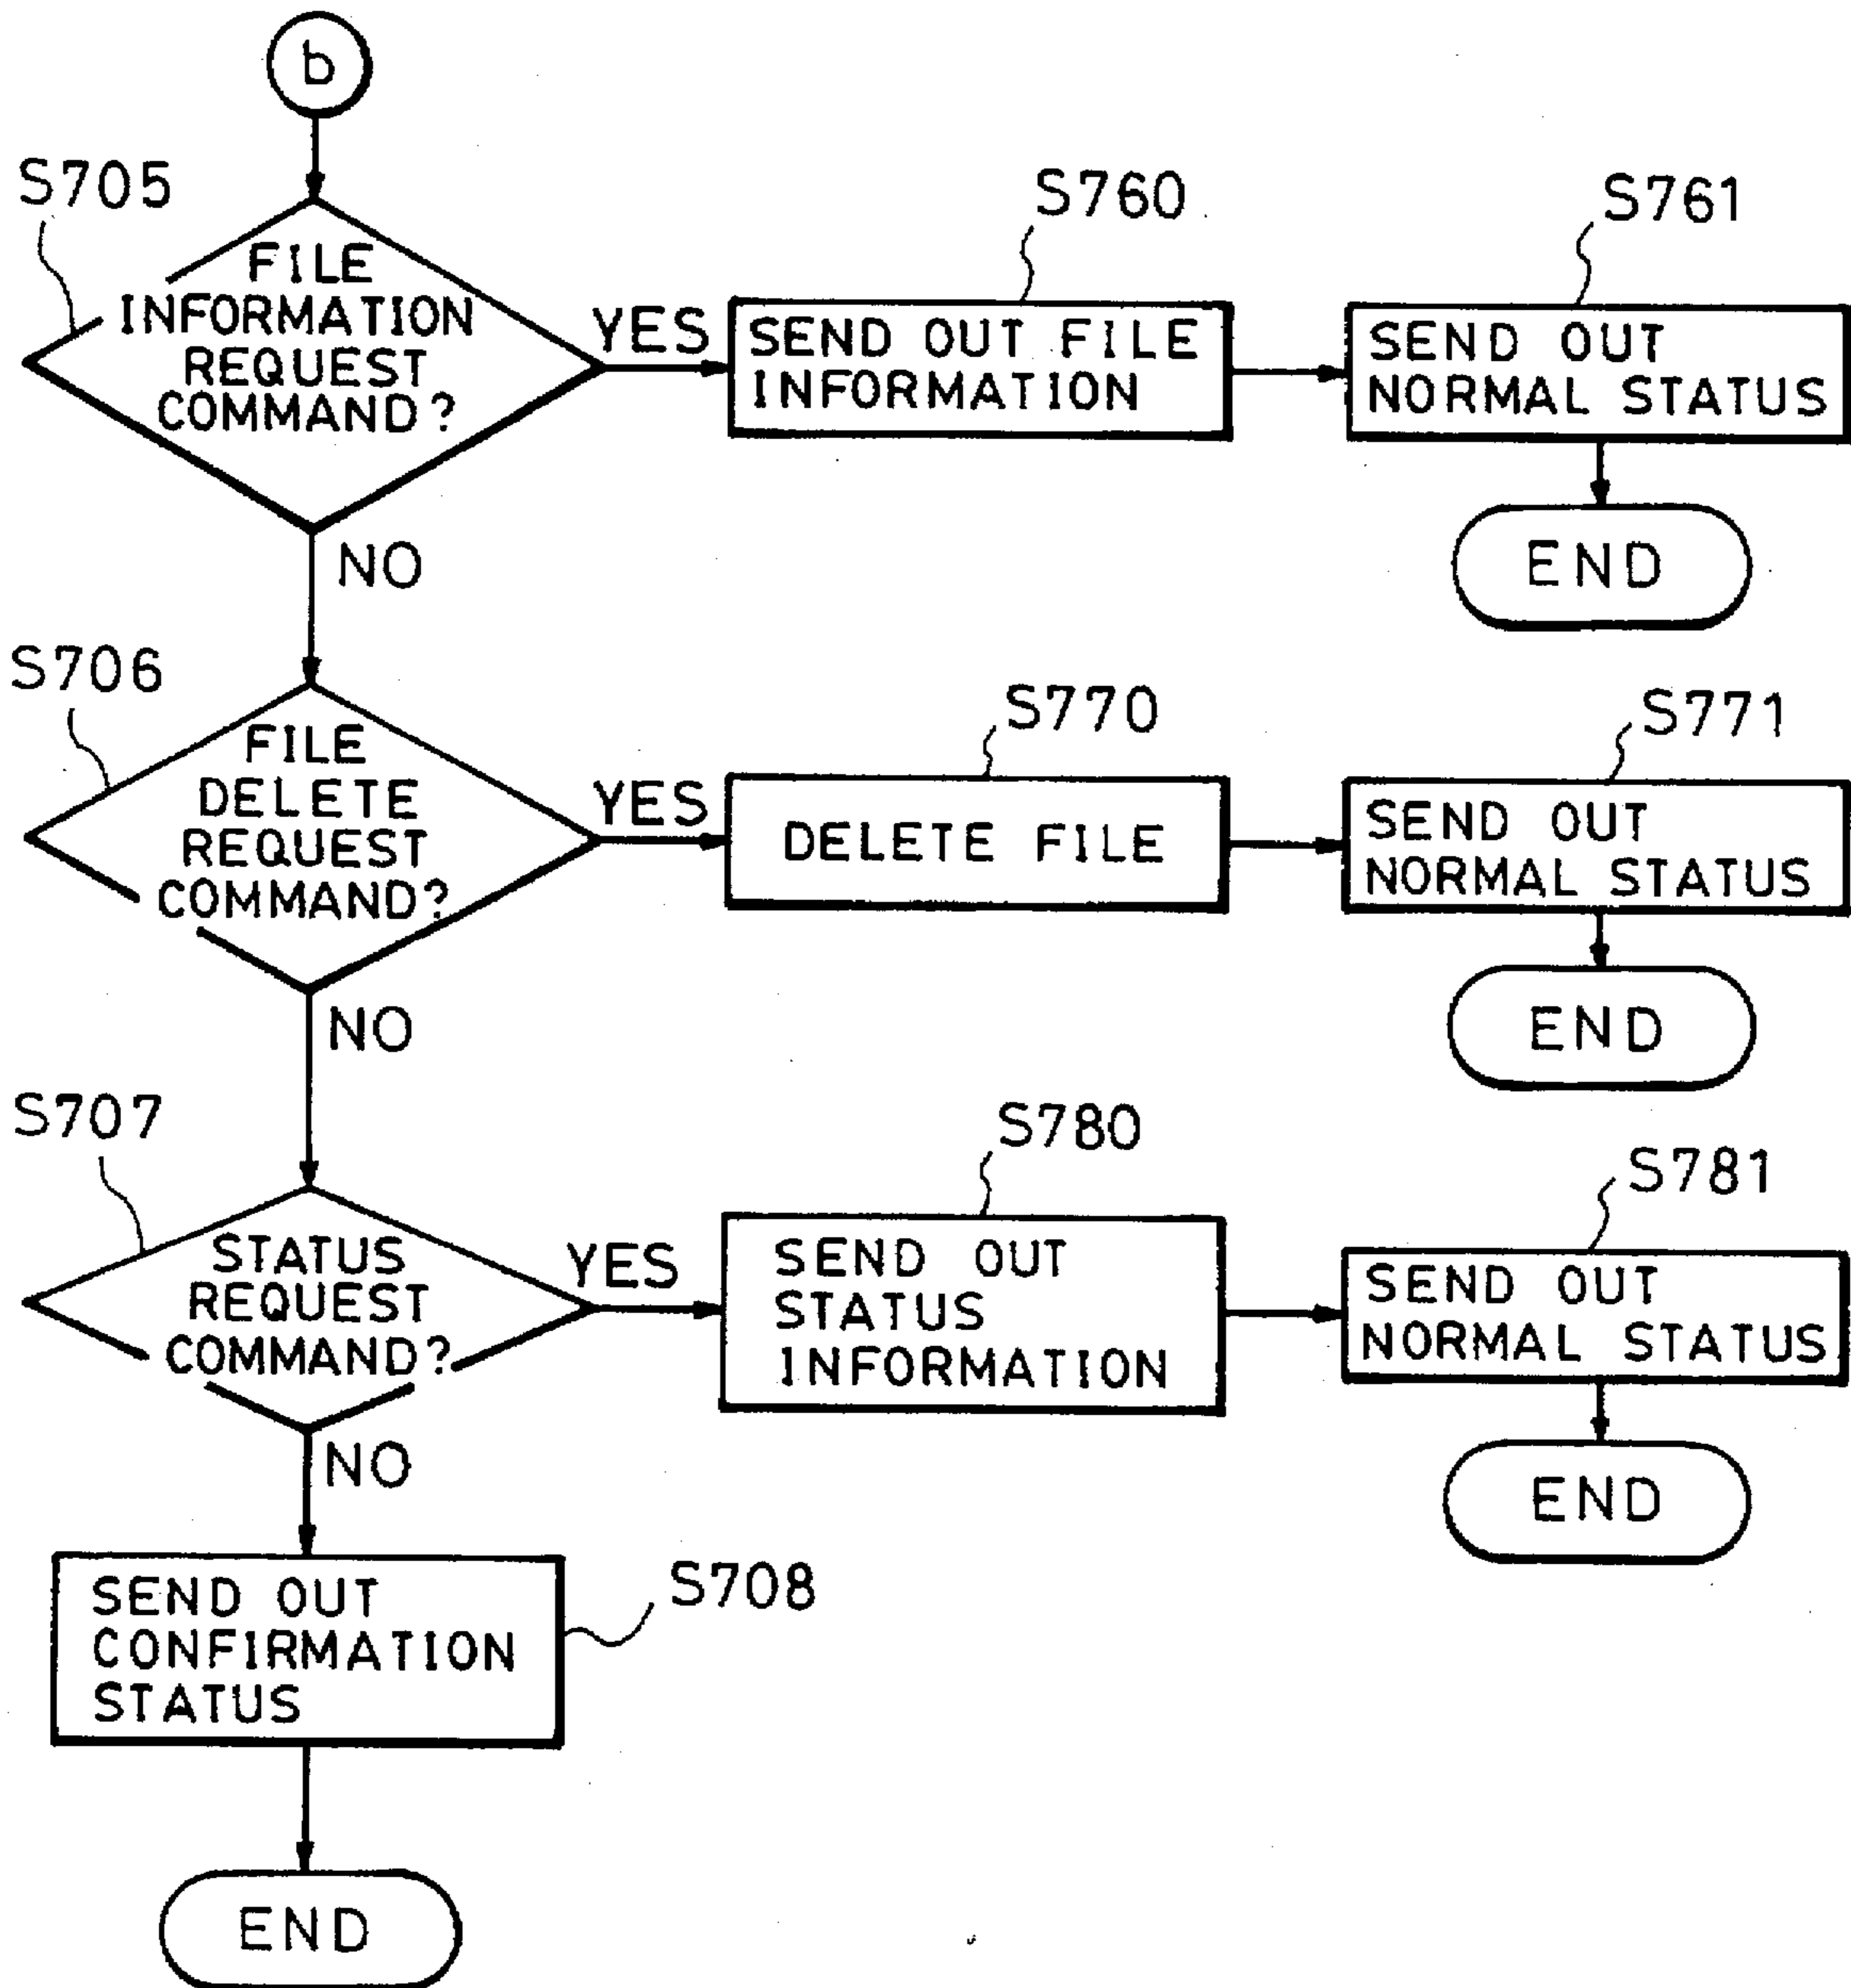 b
S705
FILE
INFORMATION
REQUEST
COMMAND?
YES
S760
SEND OUT FILE
INFORMATION
S761
SEND OUT
NORMAL STATUS
END
NO
S706
FILE
DELETE
REQUEST
COMMAND?
YES
S770
DELETE FILE
S771
SEND OUT
NORMAL STATUS
END
NO
S707
STATUS
REQUEST
COMMAND?
YES
S780
SEND OUT
STATUS
INFORMATION
S781
SEND OUT
NORMAL STATUS
END
NO
SEND OUT
CONFIRMATION
STATUS
S708
END